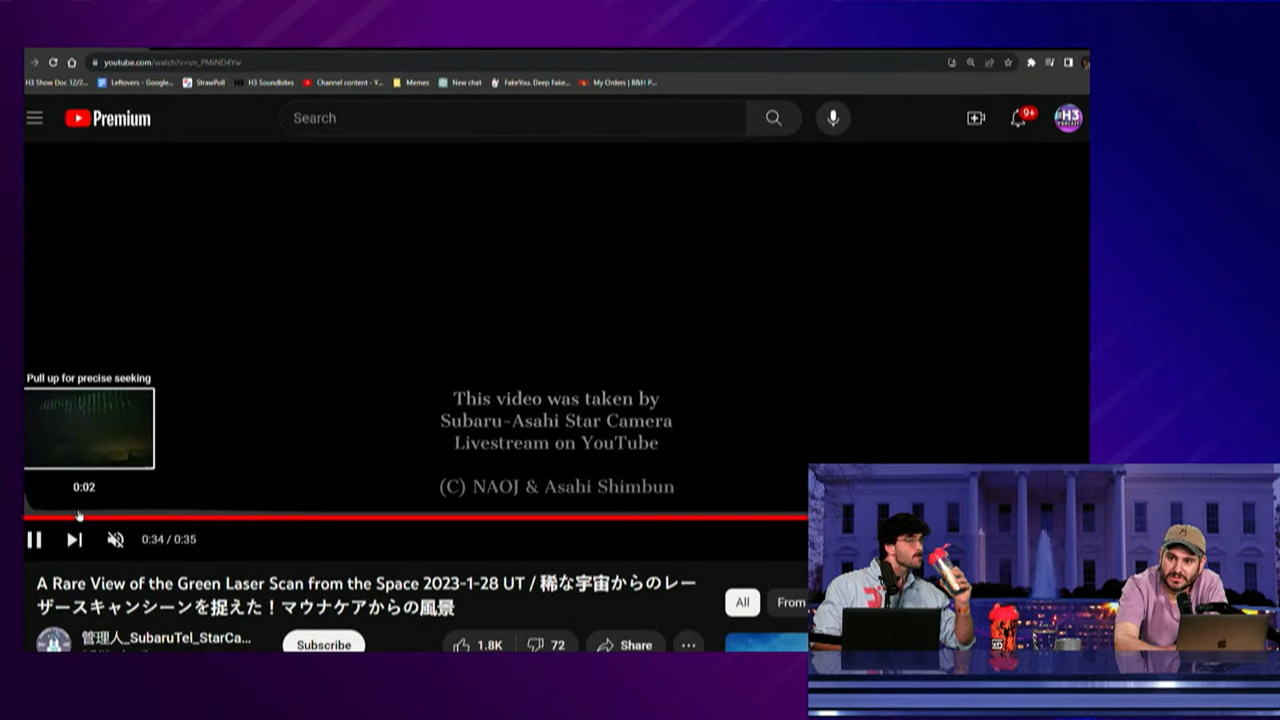 youtube.com/watch?v=vn_PMiND4Yw
H3 Show Doc 12/2... Leftovers - Google... StrawPoll H3 Soundbites Channel content - Y... Memes New chat FakeYou. Deep Fake... My Orders | B&H P...
Premium
Search
9+
H3
PODCAST
This video was taken by
Subaru-Asahi Star Camera
Livestream on YouTube
(C) NAOJ & Asahi Shimbun
Pull up for precise seeking
0:02
0:34 / 0:35
A Rare View of the Green Laser Scan from the Space 2023-1-28 UT / 稀な宇宙からのレー
ザースキャンシーンを捉えた！マウナケアからの風景
All
From
管理人_SubaruTel_StarCa...
Subscribe
1.8K
72
Share